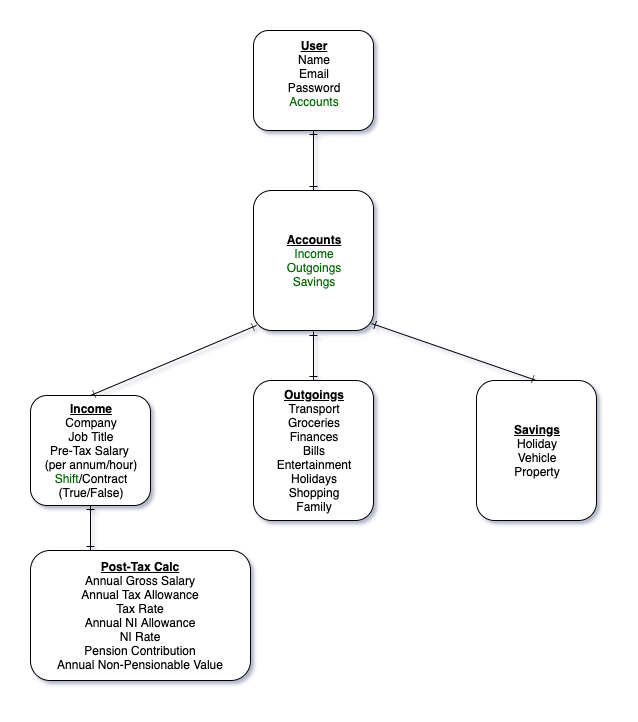 User
Name
Email
Password
Accounts
Accounts
Income
Outgoings
Savings
Income
Company
Job Title
Pre-Tax Salary
(per annum/hour)
Shift/Contract
(True/False)
Outgoings
Transport
Groceries
Finances
Bills
Entertainment
Holidays
Shopping
Family
Savings
Holiday
Vehicle
Property
Post-Tax Calc
Annual Gross Salary
Annual Tax Allowance
Tax Rate
Annual NI Allowance
NI Rate
Pension Contribution
Annual Non-Pensionable Value